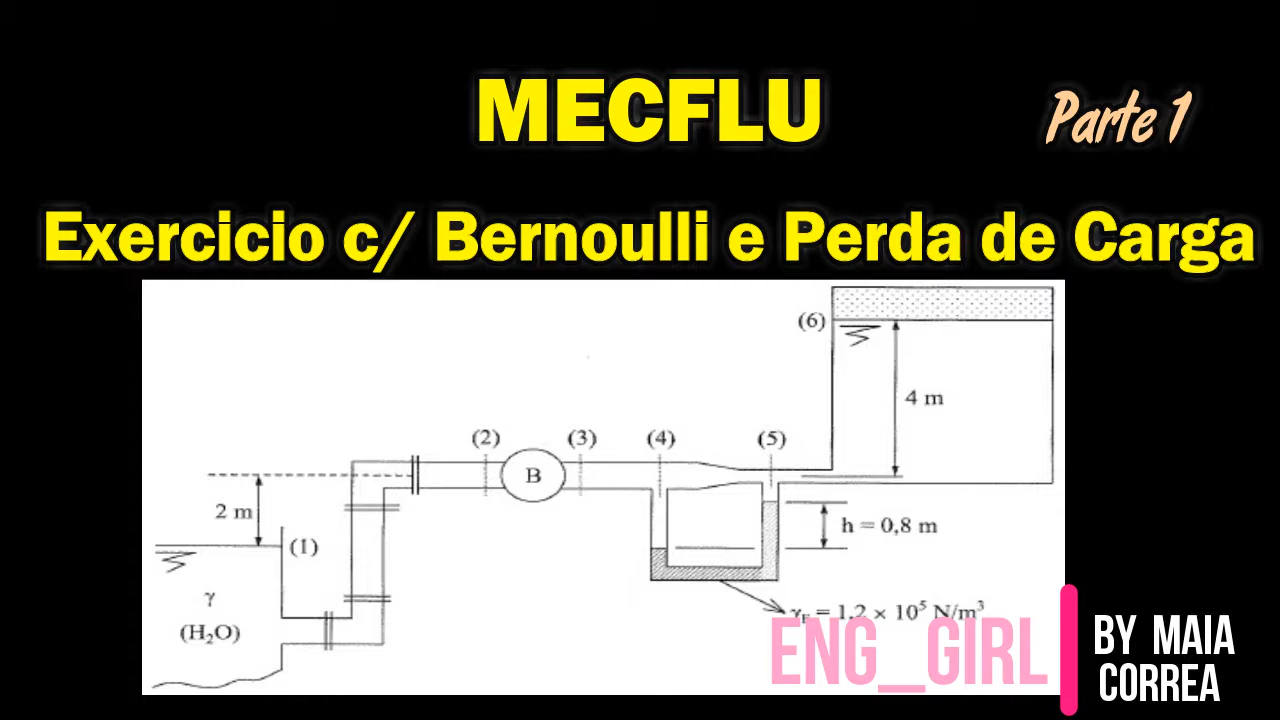 MECFLU
Parte 1
Exercicio c/ Bernoulli e Perda de Carga
(6)
4 m
(2)
(3)
(4)
(5)
B
2 m
(1)
h = 0,8 m
γ
(H₂O)
γF = 1,2 × 10⁵ N/m³
ENG_GIRL
BY MAIA
CORREA